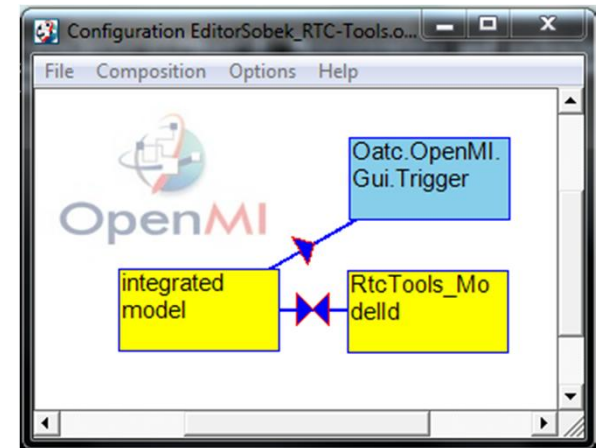 Configuration EditorSobek_RTC-Tools.o...
File Composition Options Help
OpenMI
Oatc.OpenMI.
Gui.Trigger
integrated
model
RtcTools_Mo
delId